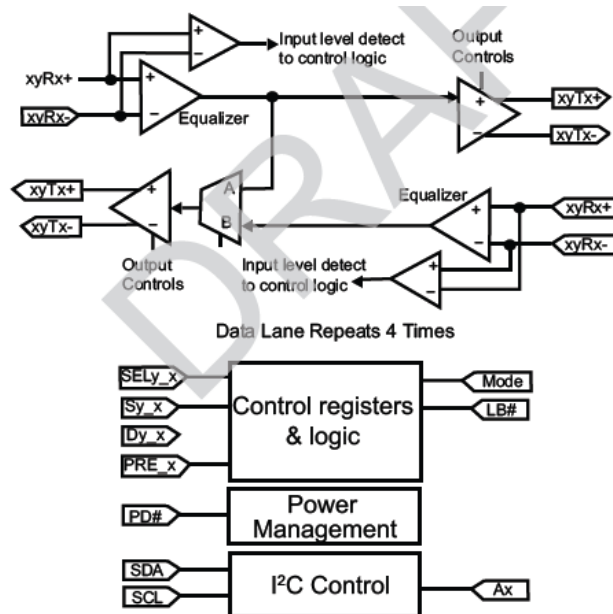 Input level detect
to control logic
Output
Controls
xyRx+
xyRx-
+
−
+
−
Equalizer
+
−
xyTx+
xyTx-
xyTx+
xyTx-
+
−
A
B
Equalizer
+
−
xyRx+
xyRx-
Output
Controls
Input level detect
to control logic
+
−
Data Lane Repeats 4 Times
SELy_x
Sy_x
Dy_x
PRE_x
Control registers
& logic
Mode
LB#
PD#
Power
Management
SDA
SCL
I²C Control
Ax
DRAF